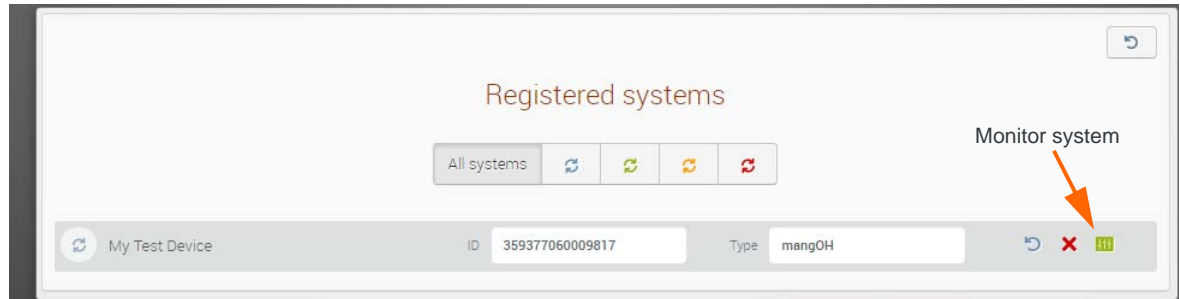 Registered systems
Monitor system
All systems
My Test Device ID 359377060009817 Type mangOH